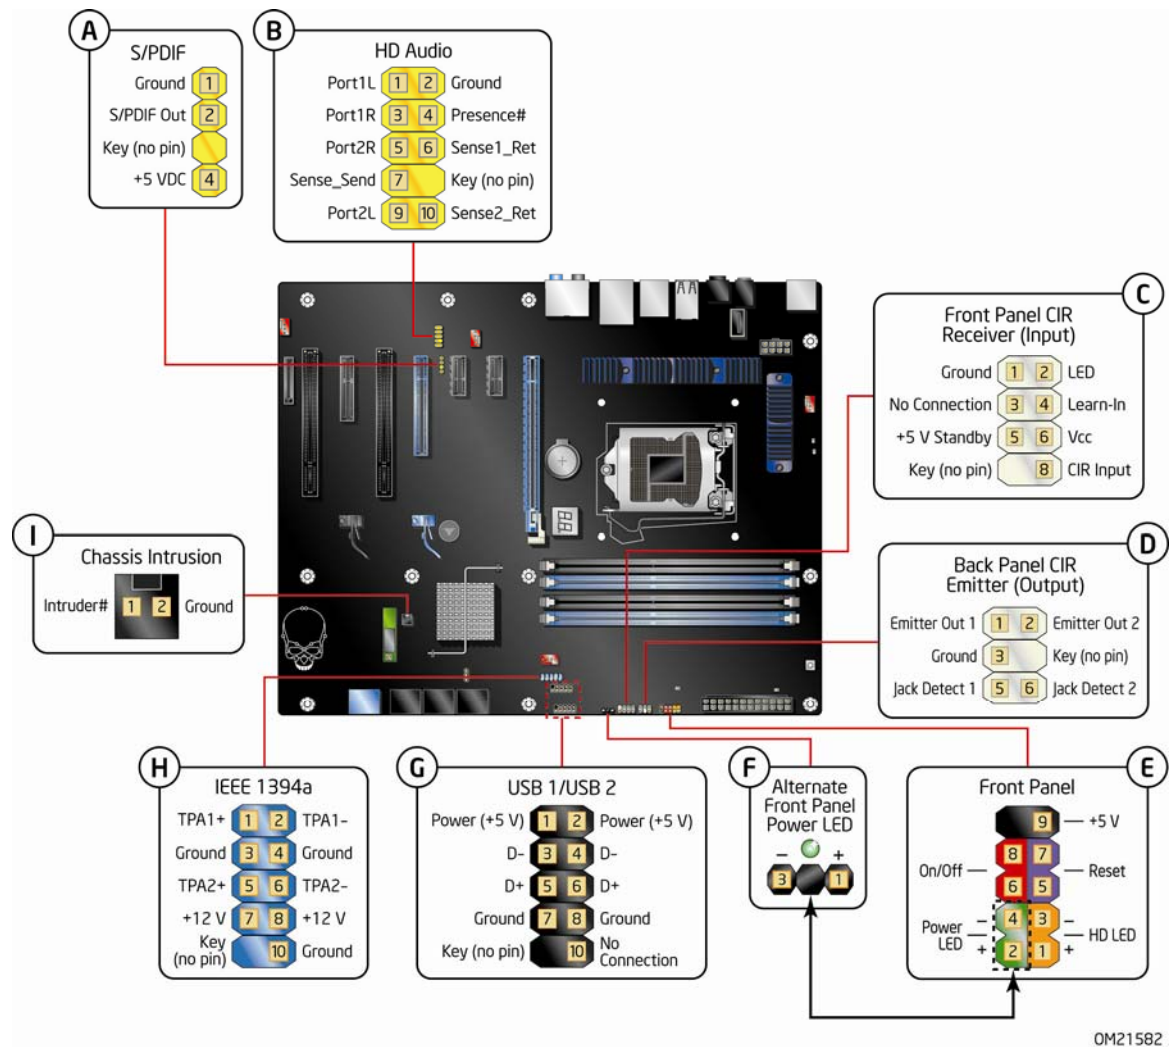 A
S/PDIF
Ground 1
S/PDIF Out 2
Key (no pin)
+5 VDC 4
B
HD Audio
Port1L 1 2 Ground
Port1R 3 4 Presence#
Port2R 5 6 Sense1_Ret
Sense_Send 7 Key (no pin)
Port2L 9 10 Sense2_Ret
C
Front Panel CIR
Receiver (Input)
Ground 1 2 LED
No Connection 3 4 Learn-In
+5 V Standby 5 6 Vcc
Key (no pin) 8 CIR Input
D
Back Panel CIR
Emitter (Output)
Emitter Out 1 1 2 Emitter Out 2
Ground 3 Key (no pin)
Jack Detect 1 5 6 Jack Detect 2
I
Chassis Intrusion
Intruder# 1 2 Ground
H
IEEE 1394a
TPA1+ 1 2 TPA1-
Ground 3 4 Ground
TPA2+ 5 6 TPA2-
+12 V 7 8 +12 V
Key
(no pin) 10 Ground
G
USB 1/USB 2
Power (+5 V) 1 2 Power (+5 V)
D- 3 4 D-
D+ 5 6 D+
Ground 7 8 Ground
Key (no pin) 10 No
Connection
F
Alternate
Front Panel
Power LED
- +
3 1
E
Front Panel
9 +5 V
8 7
On/Off Reset
6 5
- 4 3 -
Power
LED HD LED
+ 2 1 +
OM21582